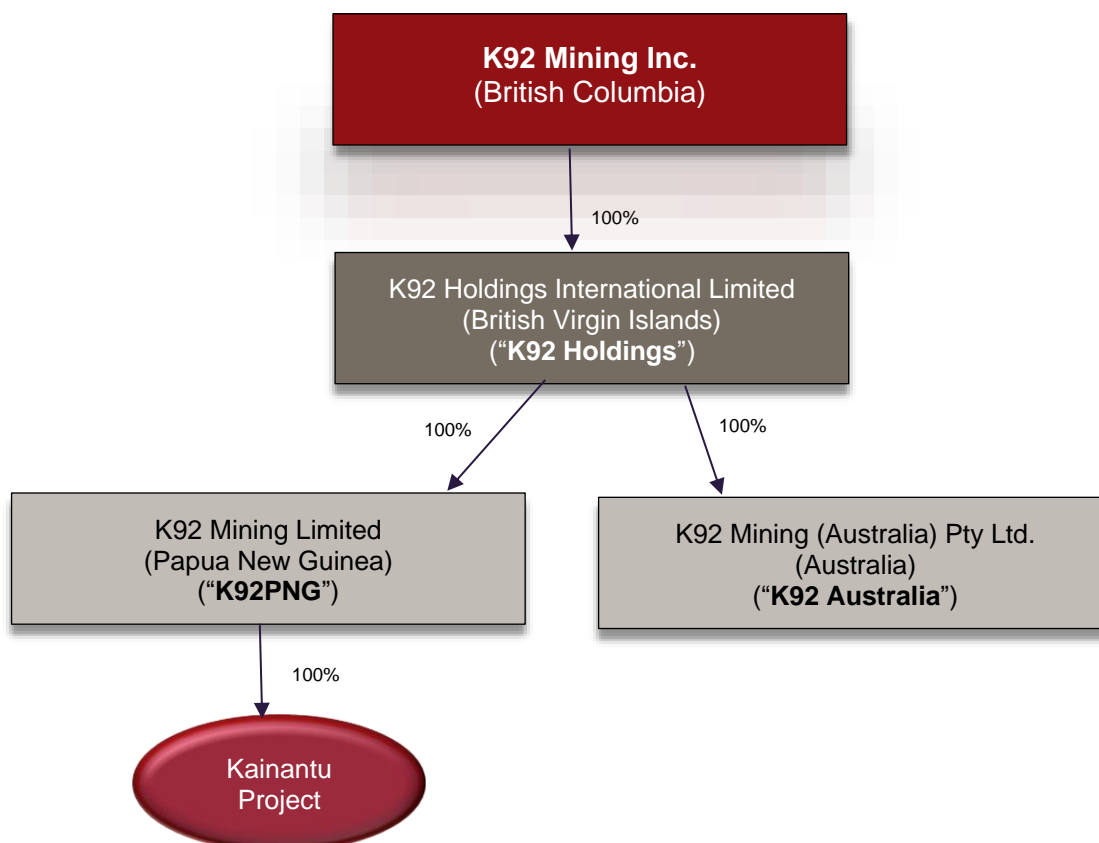 K92 Mining Inc.
(British Columbia)
100%
K92 Holdings International Limited
(British Virgin Islands)
(“K92 Holdings”)
100%
100%
K92 Mining Limited
(Papua New Guinea)
(“K92PNG”)
K92 Mining (Australia) Pty Ltd.
(Australia)
(“K92 Australia”)
100%
Kainantu
Project